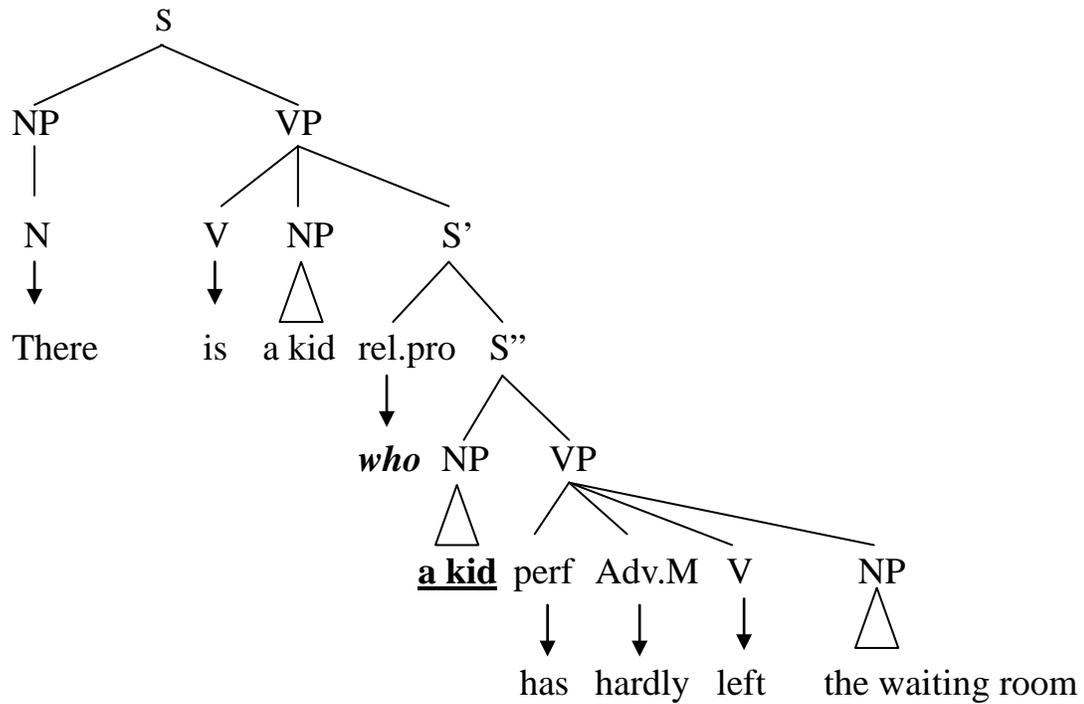 S
NP VP
N V NP S’
There is a kid rel.pro S”
who NP VP
a kid perf Adv.M V NP
has hardly left the waiting room